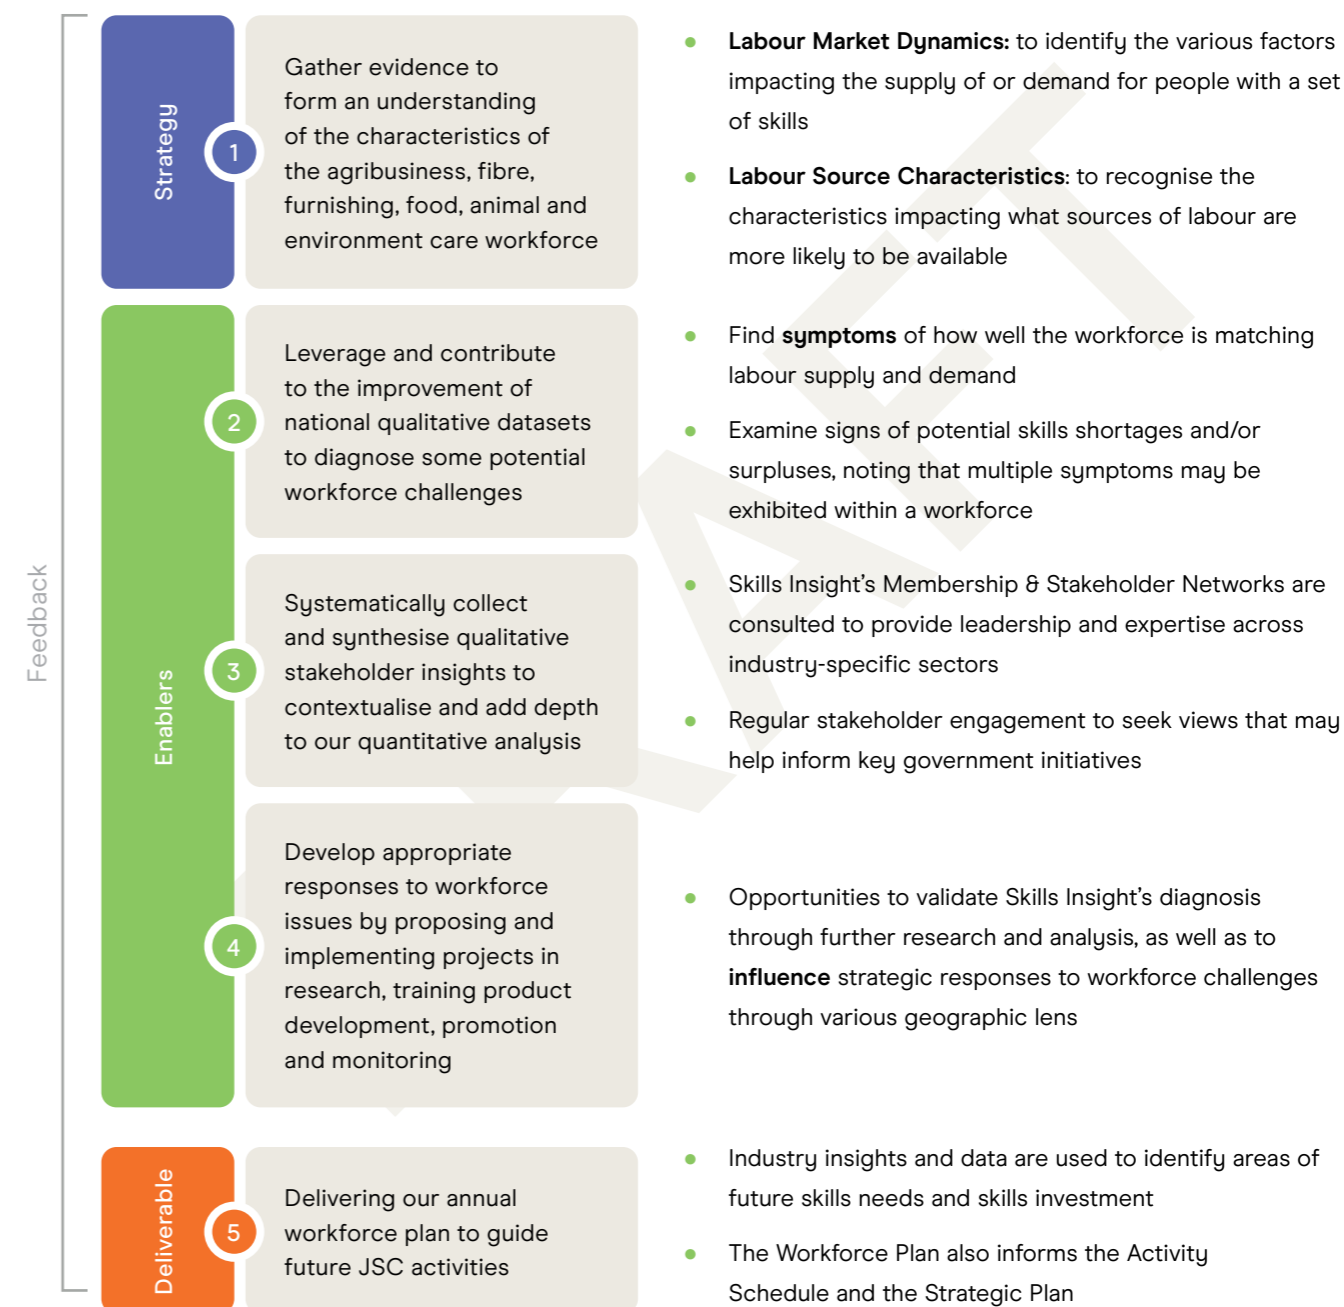 Feedback
Strategy
1
Gather evidence to
form an understanding
of the characteristics of
the agribusiness, fibre,
furnishing, food, animal and
environment care workforce
Labour Market Dynamics: to identify the various factors
impacting the supply of or demand for people with a set
of skills
Labour Source Characteristics: to recognise the
characteristics impacting what sources of labour are
more likely to be available
Enablers
2
Leverage and contribute
to the improvement of
national qualitative datasets
to diagnose some potential
workforce challenges
Find symptoms of how well the workforce is matching
labour supply and demand
Examine signs of potential skills shortages and/or
surpluses, noting that multiple symptoms may be
exhibited within a workforce
3
Systematically collect
and synthesise qualitative
stakeholder insights to
contextualise and add depth
to our quantitative analysis
Skills Insight’s Membership & Stakeholder Networks are
consulted to provide leadership and expertise across
industry-specific sectors
Regular stakeholder engagement to seek views that may
help inform key government initiatives
4
Develop appropriate
responses to workforce
issues by proposing and
implementing projects in
research, training product
development, promotion
and monitoring
Opportunities to validate Skills Insight’s diagnosis
through further research and analysis, as well as to
influence strategic responses to workforce challenges
through various geographic lens
Deliverable
5
Delivering our annual
workforce plan to guide
future JSC activities
Industry insights and data are used to identify areas of
future skills needs and skills investment
The Workforce Plan also informs the Activity
Schedule and the Strategic Plan
DRAFT